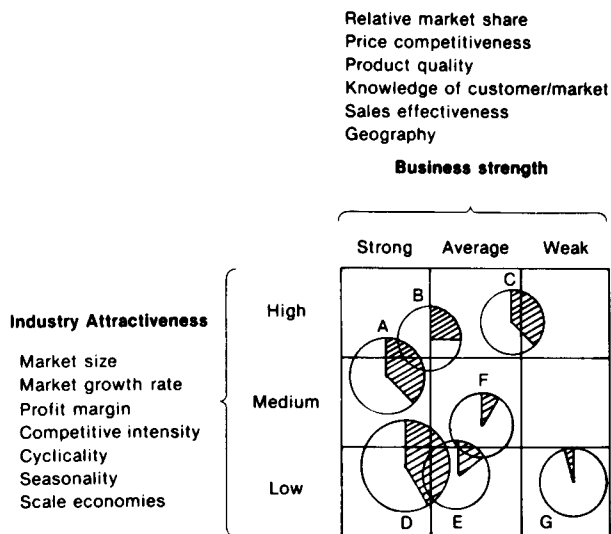 Relative market share
Price competitiveness
Product quality
Knowledge of customer/market
Sales effectiveness
Geography
Business strength
Strong Average Weak
Industry Attractiveness
Market size
Market growth rate
Profit margin
Competitive intensity
Cyclicality
Seasonality
Scale economies
High
Medium
Low
A
B
C
F
D
E
G